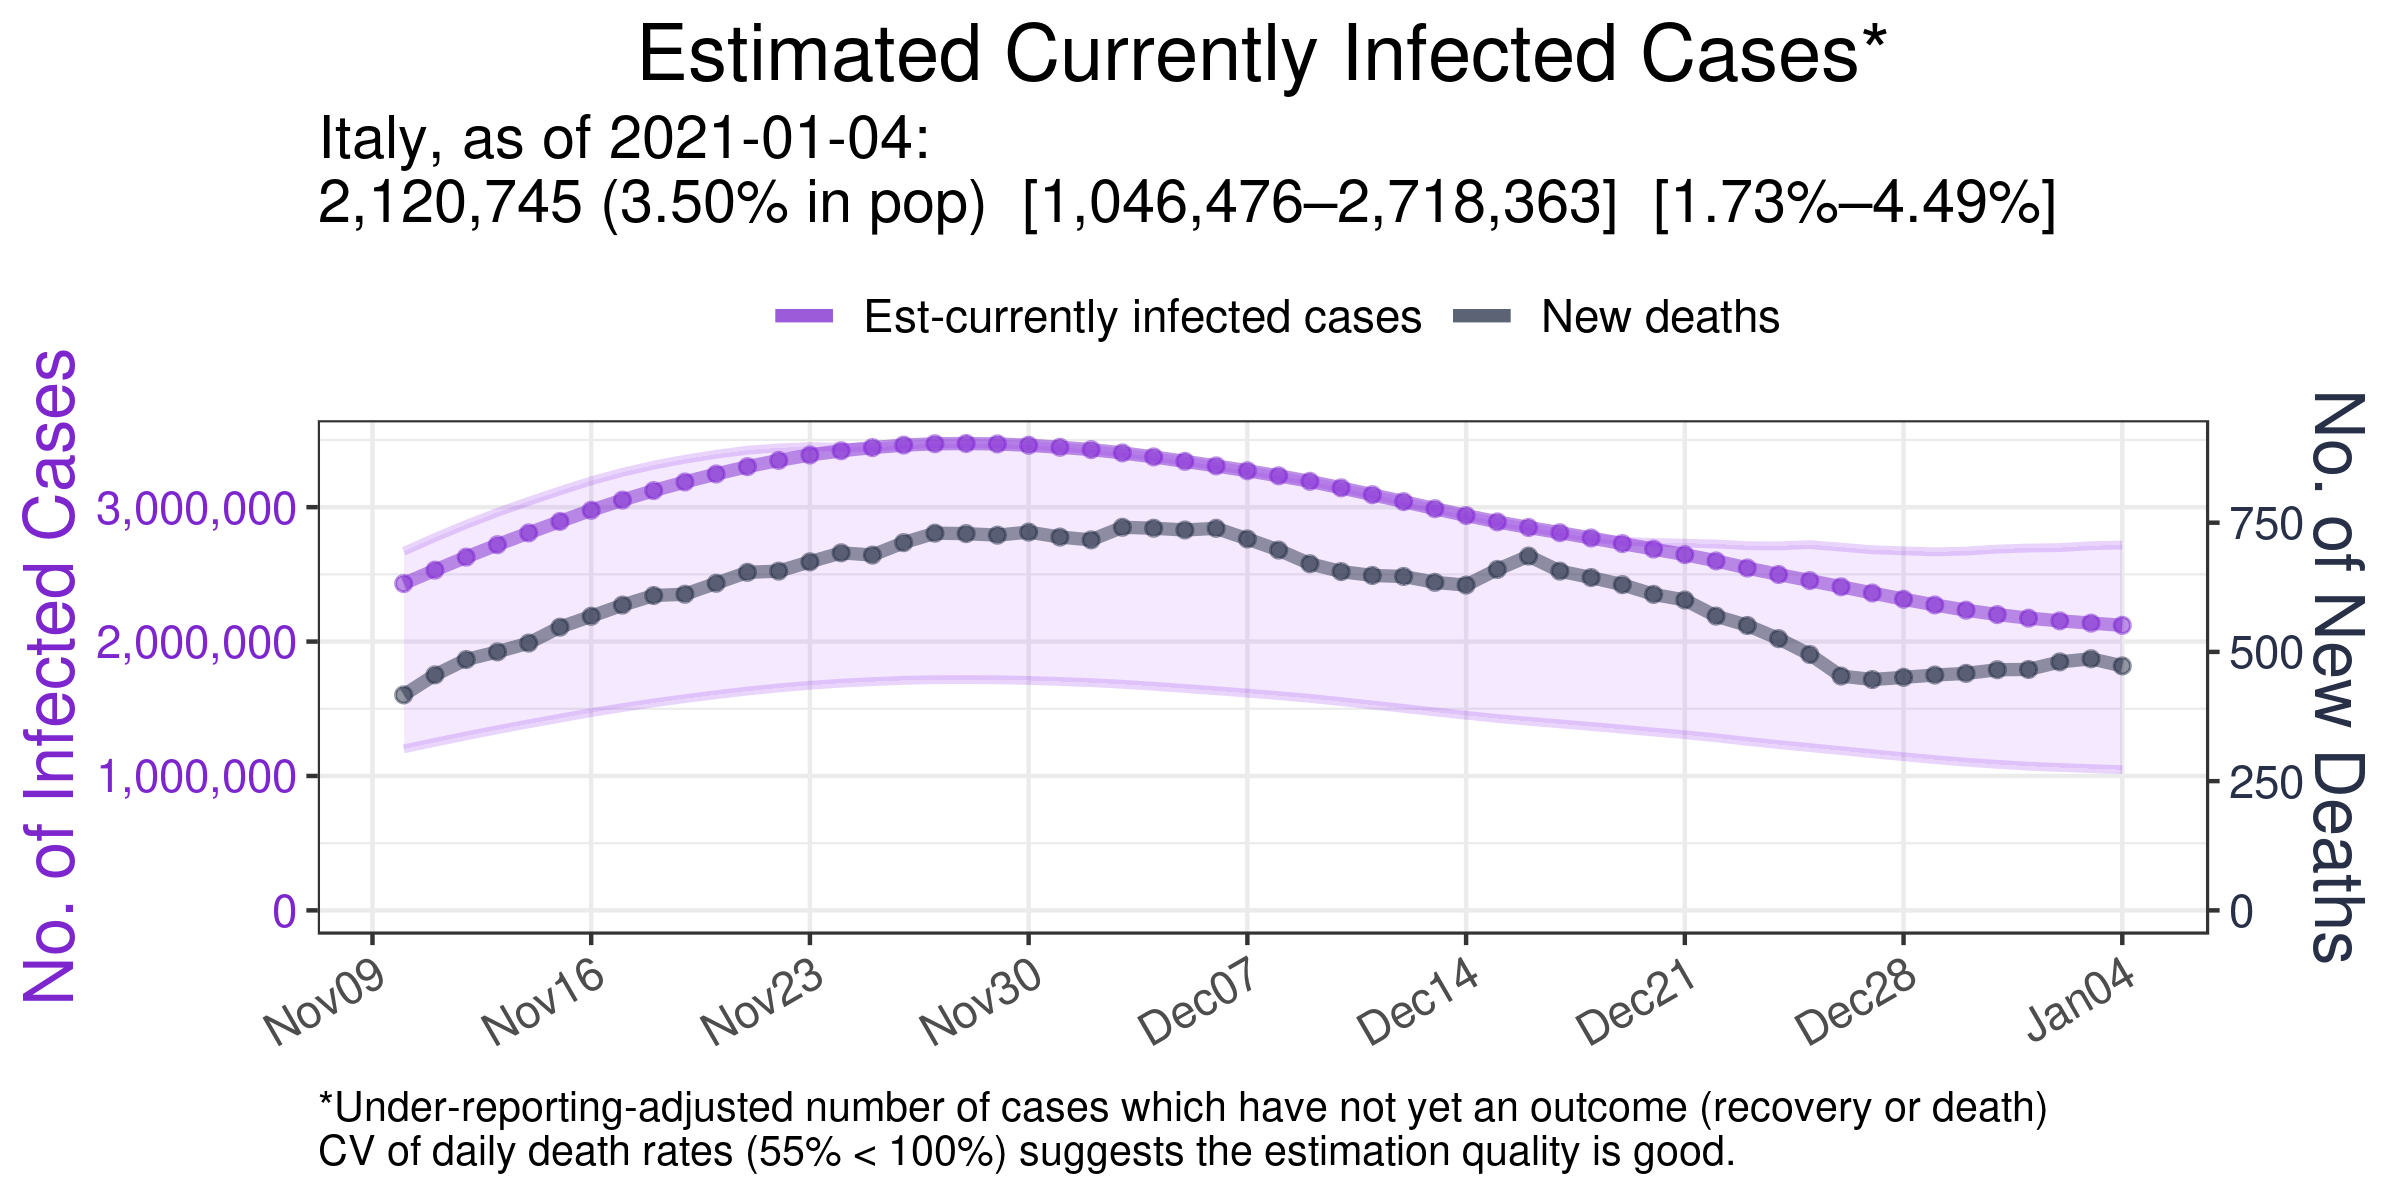 Estimated Currently Infected Cases*
Italy, as of 2021-01-04:
2,120,745 (3.50% in pop)  [1,046,476–2,718,363]  [1.73%–4.49%]
Est-currently infected cases
New deaths
No. of Infected Cases
3,000,000
2,000,000
1,000,000
0
No. of New Deaths
750
500
250
0
Nov09
Nov16
Nov23
Nov30
Dec07
Dec14
Dec21
Dec28
Jan04
*Under-reporting-adjusted number of cases which have not yet an outcome (recovery or death)
CV of daily death rates (55% < 100%) suggests the estimation quality is good.